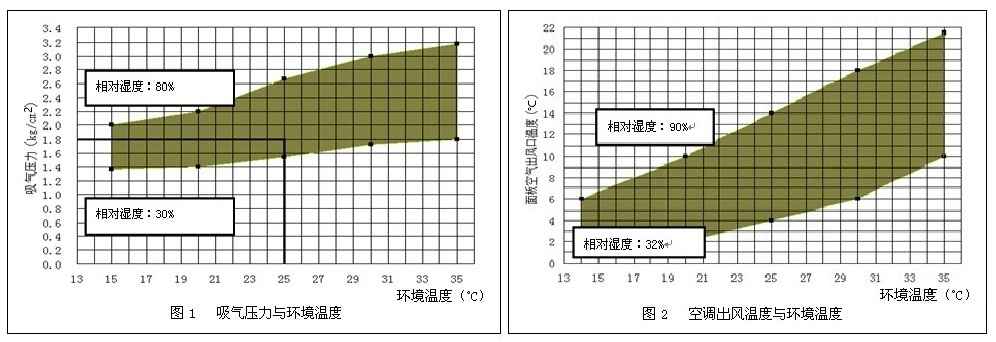 3.4
3.2
3.0
2.8
2.6
2.4
2.2
2.0
1.8
1.6
1.4
1.2
1.0
0.8
0.6
0.4
0.2
0.0
吸气压力 (kg/c㎡)
相对湿度：80%
相对湿度：30%
13 15 17 19 21 23 25 27 29 31 33 35
环境温度 (℃)
图 1 吸气压力与环境温度
22
20
18
16
14
12
10
8
6
4
2
0
面板空气出风口温度 (℃)
相对湿度：90%↵
相对湿度：32%↵
13 15 17 19 21 23 25 27 29 31 33 35
环境温度 (℃)
图 2 空调出风温度与环境温度